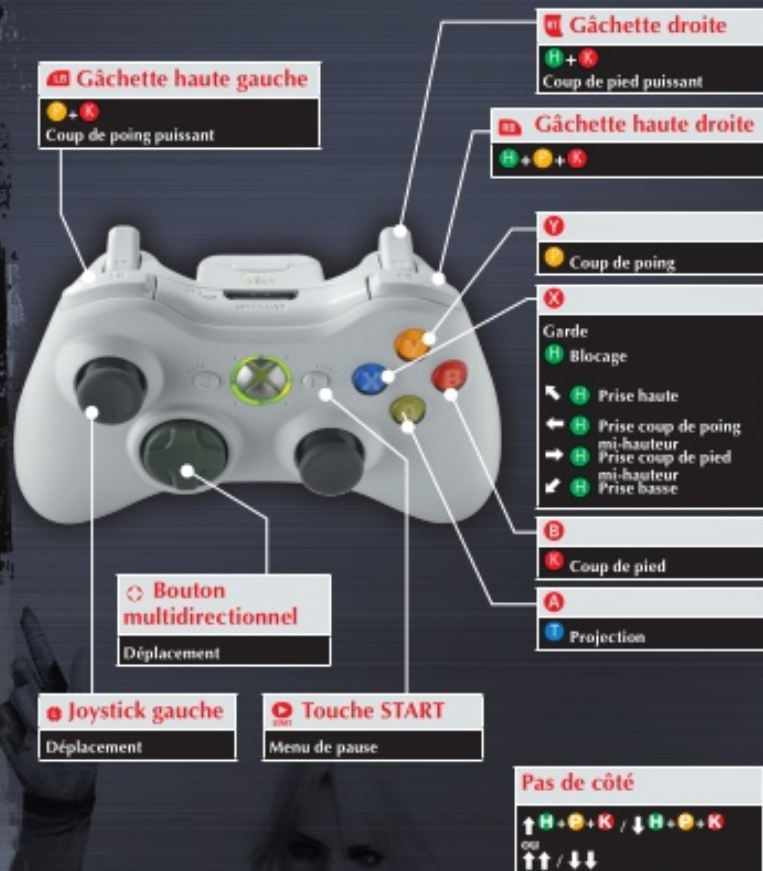 RT Gâchette droite
H+K
Coup de pied puissant
LB Gâchette haute gauche
P+K
Coup de poing puissant
RB Gâchette haute droite
H+P+K
Y
P Coup de poing
X
Garde
H Blocage
↖ H Prise haute
← H Prise coup de poing
mi-hauteur
→ H Prise coup de pied
mi-hauteur
↙ H Prise basse
B
K Coup de pied
A
T Projection
Bouton
multidirectionnel
Déplacement
L Joystick gauche
Déplacement
START Touche START
Menu de pause
Pas de côté
↑H+P+K / ↓H+P+K
ou
↑↑ / ↓↓
Y
X
B